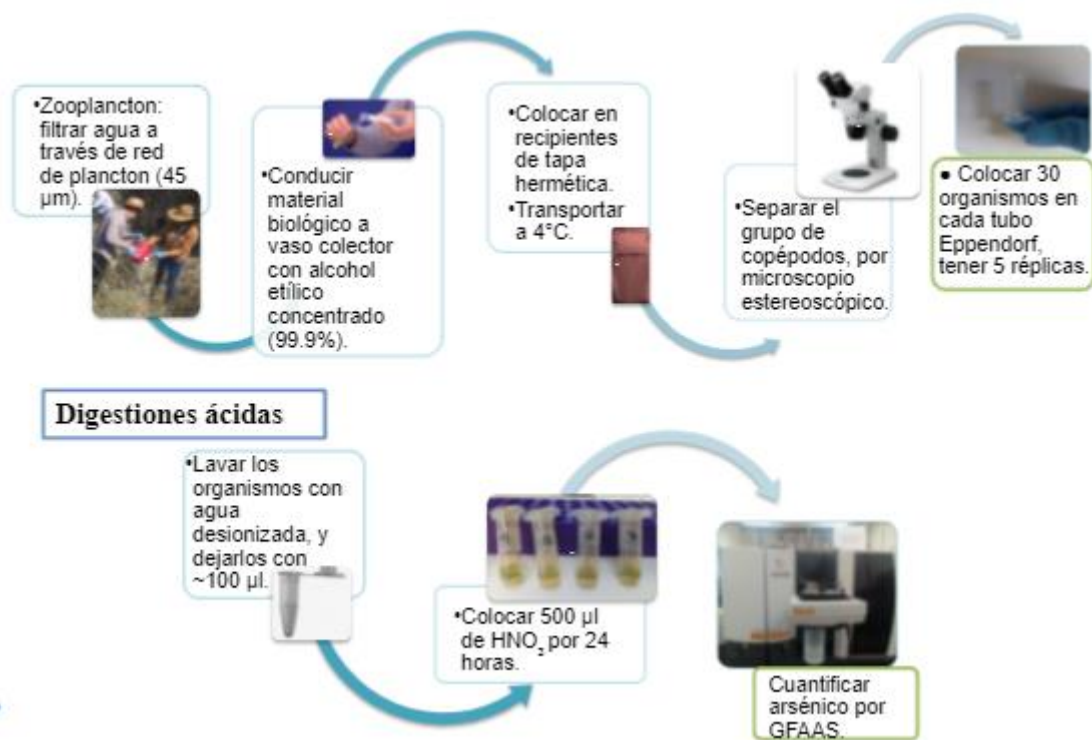 •Zooplancton:
filtrar agua a
través de red
de plancton (45
µm).
•Conducir
material
biológico a
vaso colector
con alcohol
etílico
concentrado
(99.9%).
•Colocar en
recipientes
de tapa
hermética.
•Transportar
a 4°C.
•Separar el
grupo de
copépodos, por
microscopio
estereoscópico.
● Colocar 30
organismos en
cada tubo
Eppendorf,
tener 5 réplicas.
Digestiones ácidas
•Lavar los
organismos con
agua
desionizada, y
dejarlos con
~100 µl.
•Colocar 500 µl
de por 24
horas.
Cuantificar
arsénico por
GFAAS.